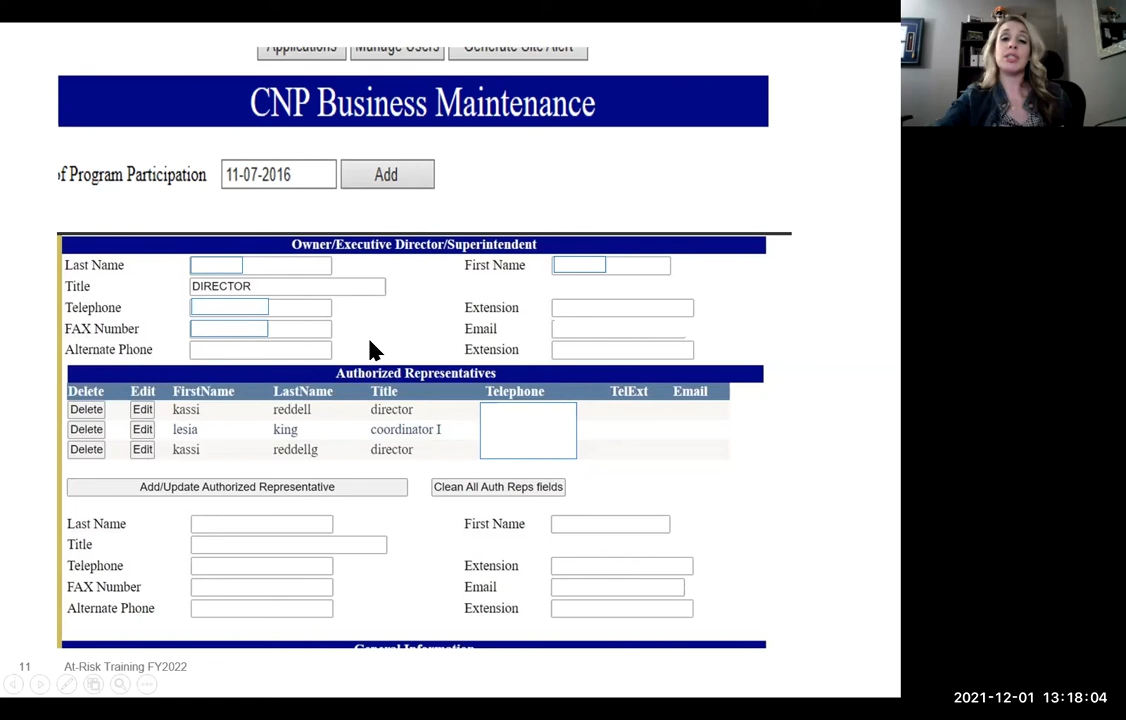 Applications Manage Users Generate Site Alert
CNP Business Maintenance
of Program Participation 11-07-2016 Add
Owner/Executive Director/Superintendent
Last Name First Name
Title DIRECTOR
Telephone Extension
FAX Number Email
Alternate Phone Extension
Authorized Representatives
Delete Edit FirstName LastName Title Telephone TelExt Email
Delete Edit kassi reddell director
Delete Edit lesia king coordinator I
Delete Edit kassi reddellg director
Add/Update Authorized Representative Clean All Auth Reps fields
Last Name First Name
Title
Telephone Extension
FAX Number Email
Alternate Phone Extension
General Information
11 At-Risk Training FY2022
2021-12-01 13:18:04